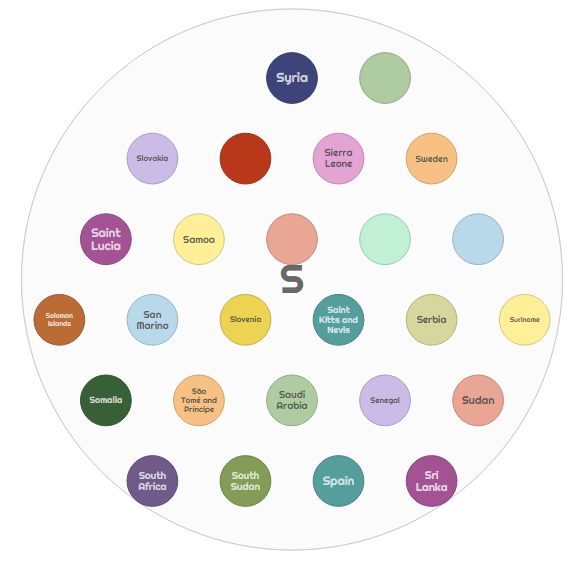 Syria
Slovakia
Sierra
Leone
Sweden
Saint
Lucia
Samoa
S
Solomon
Islands
San
Marino
Slovenia
Saint
Kitts and
Nevis
Serbia
Suriname
Somalia
São
Tomé and
Príncipe
Saudi
Arabia
Senegal
Sudan
South
Africa
South
Sudan
Spain
Sri
Lanka